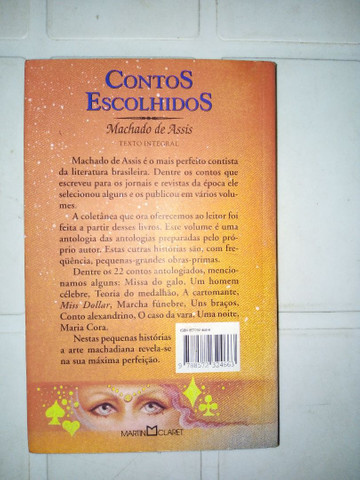 CONTOS
ESCOLHIDOS
Machado de Assis
TEXTO INTEGRAL
Machado de Assis é o mais perfeito contista
da literatura brasileira. Dentre os contos que
escreveu para os jornais e revistas da época ele
selecionou alguns e os publicou em vários volu-
mes.
A coletânea que ora oferecemos ao leitor foi
feita a partir desses livros. Este volume é uma
antologia das antologias preparadas pelo pró-
prio autor. Estas curtas histórias são, com fre-
qüência, pequenas-grandes obras-primas.
Dentre os 22 contos antologiados, mencio-
namos alguns: Missa do galo, Um homem
célebre, Teoria do medalhão, A cartomante,
Miss Dollar, Marcha fúnebre, Uns braços,
Conto alexandrino, O caso da vara, Uma noite,
Maria Cora.
Nestas pequenas histórias
a arte machadiana revela-se
na sua máxima perfeição.
ISBN
MARTIN CLARET